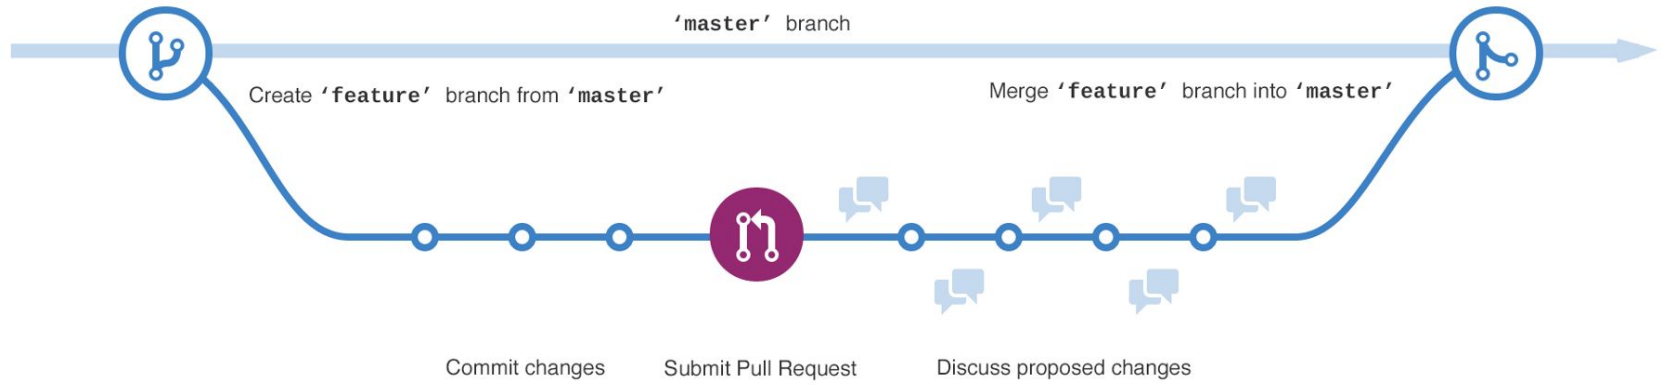 ‘master’ branch
Create ‘feature’ branch from ‘master’
Merge ‘feature’ branch into ‘master’
Commit changes
Submit Pull Request
Discuss proposed changes